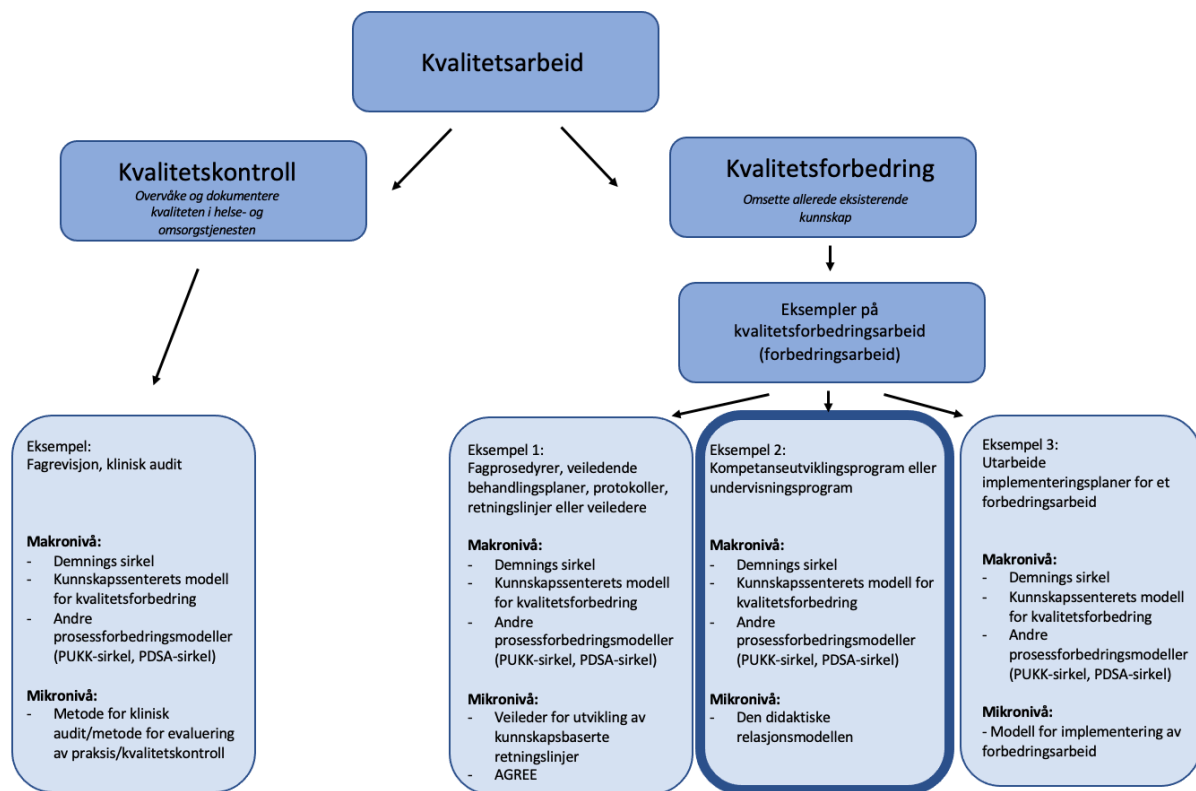 Kvalitetsarbeid
Kvalitetskontroll
Overvåke og dokumentere
kvaliteten i helse- og
omsorgstjenesten
Kvalitetsforbedring
Omsette allerede eksisterende
kunnskap
Eksempler på
kvalitetsforbedringsarbeid
(forbedringsarbeid)
Eksempel:
Fagrevisjon, klinisk audit
Makronivå:
- Demnings sirkel
- Kunnskapssenterets modell
for kvalitetsforbedring
- Andre
prosessforbedringsmodeller
(PUKK-sirkel, PDSA-sirkel)
Mikronivå:
- Metode for klinisk
audit/metode for evaluering
av praksis/kvalitetskontroll
Eksempel 1:
Fagprosedyrer, veiledende
behandlingsplaner, protokoller,
retningslinjer eller veiledere
Makronivå:
- Demnings sirkel
- Kunnskapssenterets modell
for kvalitetsforbedring
- Andre
prosessforbedringsmodeller
(PUKK-sirkel, PDSA-sirkel)
Mikronivå:
- Veileder for utvikling av
kunnskapsbaserte
retningslinjer
- AGREE
Eksempel 2:
Kompetanseutviklingsprogram eller
undervisningsprogram
Makronivå:
- Demnings sirkel
- Kunnskapssenterets modell for
kvalitetsforbedring
- Andre
prosessforbedringsmodeller
(PUKK-sirkel, PDSA-sirkel)
Mikronivå:
- Den didaktiske
relasjonsmodellen
Eksempel 3:
Utarbeide
implementeringsplaner for et
forbedringsarbeid
Makronivå:
- Demnings sirkel
- Kunnskapssenterets modell
for kvalitetsforbedring
- Andre
prosessforbedringsmodeller
(PUKK-sirkel, PDSA-sirkel)
Mikronivå:
- Modell for implementering av
forbedringsarbeid